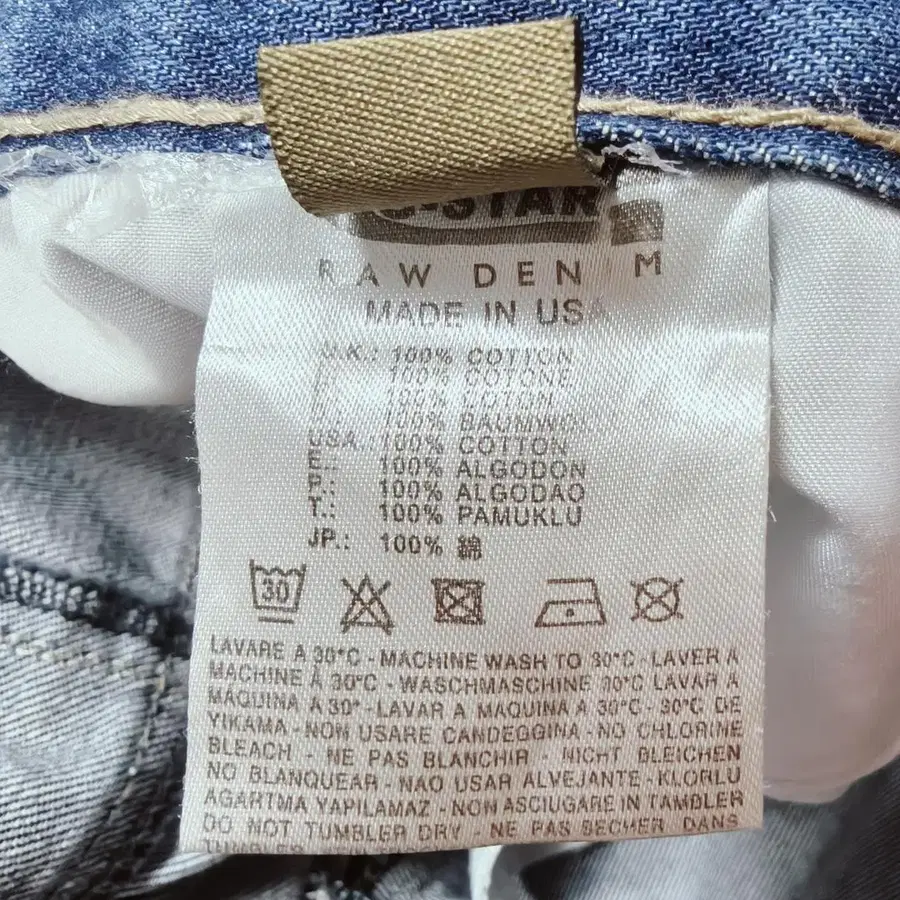 G-STAR
RAW DENIM
MADE IN USA
U.K.: 100% COTTON
100% COTONE
100% COTON
100% BAUMWO
USA.: 100% COTTON
E.: 100% ALGODON
P.: 100% ALGODAO
T.: 100% PAMUKLU
JP.: 100% 綿
30
LAVARE A 30°C - MACHINE WASH TO 30°C - LAVER A
MACHINE À 30°C - WASCHMASCHINE 30°C LAVAR A
MAQUINA A 30° - LAVAR A MAQUINA A 30°C - 30°C DE
YIKAMA - NON USARE CANDEGGINA - NO CHLORINE
BLEACH - NE PAS BLANCHIR - NICHT BLEICHEN
NO BLANQUEAR - NAO USAR ALVEJANTE - KLORLU
AGARTMA YAPILAMAZ - NON ASCIUGARE IN TAMBLER
DO NOT TUMBLER DRY - NE PAS SECHER DANS
TUMBLER